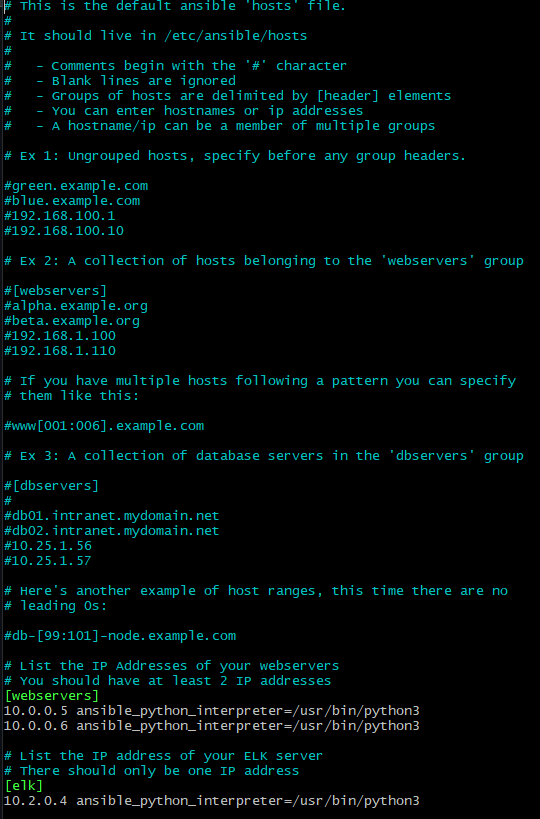 # This is the default ansible 'hosts' file.
#
# It should live in /etc/ansible/hosts
#
#   - Comments begin with the '#' character
#   - Blank lines are ignored
#   - Groups of hosts are delimited by [header] elements
#   - You can enter hostnames or ip addresses
#   - A hostname/ip can be a member of multiple groups

# Ex 1: Ungrouped hosts, specify before any group headers.

#green.example.com
#blue.example.com
#192.168.100.1
#192.168.100.10

# Ex 2: A collection of hosts belonging to the 'webservers' group

#[webservers]
#alpha.example.org
#beta.example.org
#192.168.1.100
#192.168.1.110

# If you have multiple hosts following a pattern you can specify
# them like this:

#www[001:006].example.com

# Ex 3: A collection of database servers in the 'dbservers' group

#[dbservers]
#
#db01.intranet.mydomain.net
#db02.intranet.mydomain.net
#10.25.1.56
#10.25.1.57

# Here's another example of host ranges, this time there are no
# leading 0s:

#db-[99:101]-node.example.com

# List the IP Addresses of your webservers
# You should have at least 2 IP addresses
[webservers]
10.0.0.5 ansible_python_interpreter=/usr/bin/python3
10.0.0.6 ansible_python_interpreter=/usr/bin/python3

# List the IP address of your ELK server
# There should only be one IP address
[elk]
10.2.0.4 ansible_python_interpreter=/usr/bin/python3